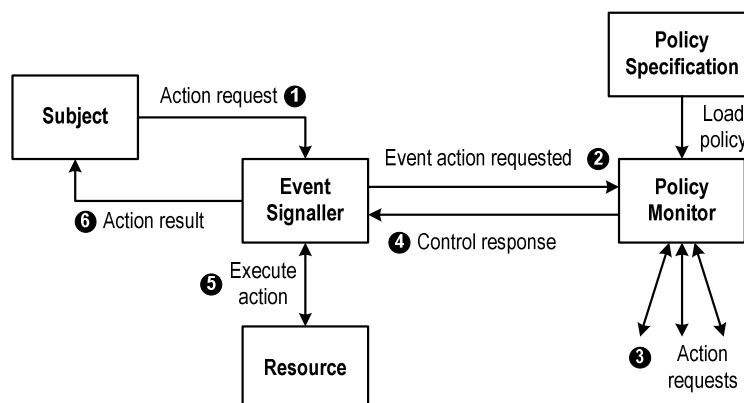 Policy
Specification
Subject
Action request ❶
Load
policy
Event action requested ❷
Event
Signaller
Policy
Monitor
❻ Action result
❹ Control response
❺ Execute
action
❸ Action
requests
Resource